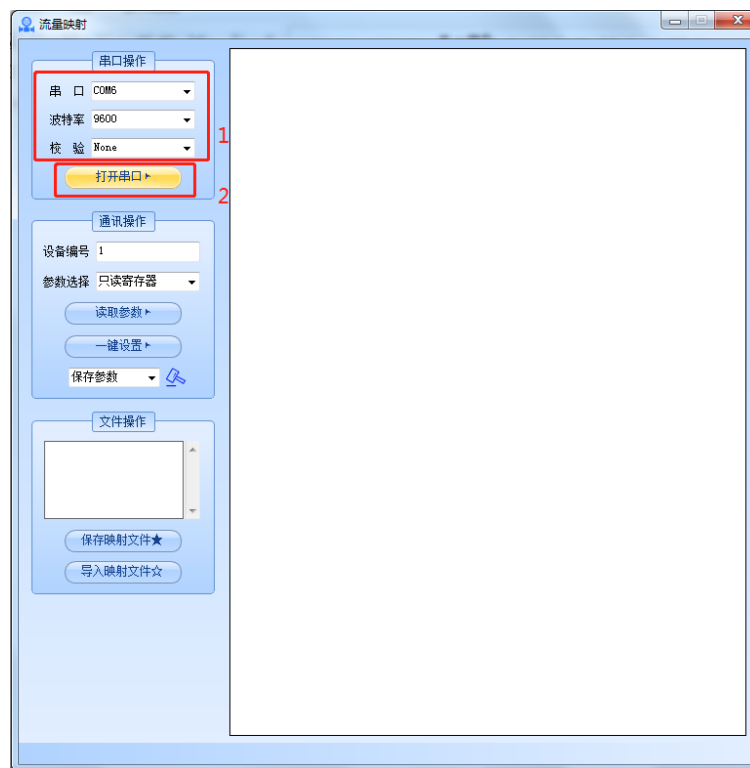 流量映射
串口操作
串 口 COM6
波特率 9600
校 验 None
1
打开串口
2
通讯操作
设备编号 1
参数选择 只读寄存器
读取参数
一键设置
保存参数
文件操作
保存映射文件★
导入映射文件☆